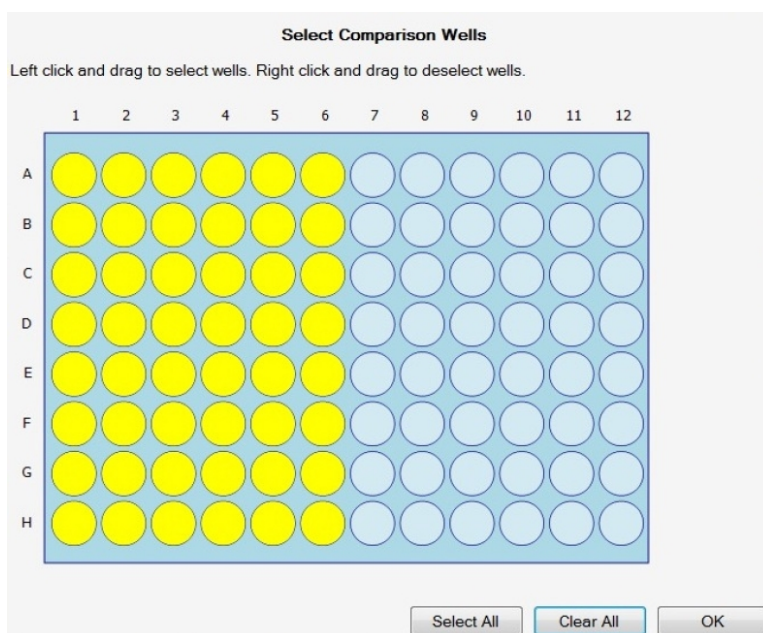 Select Comparison Wells
Left click and drag to select wells. Right click and drag to deselect wells.
1 2 3 4 5 6 7 8 9 10 11 12
A
B
C
D
E
F
G
H
Select All Clear All OK